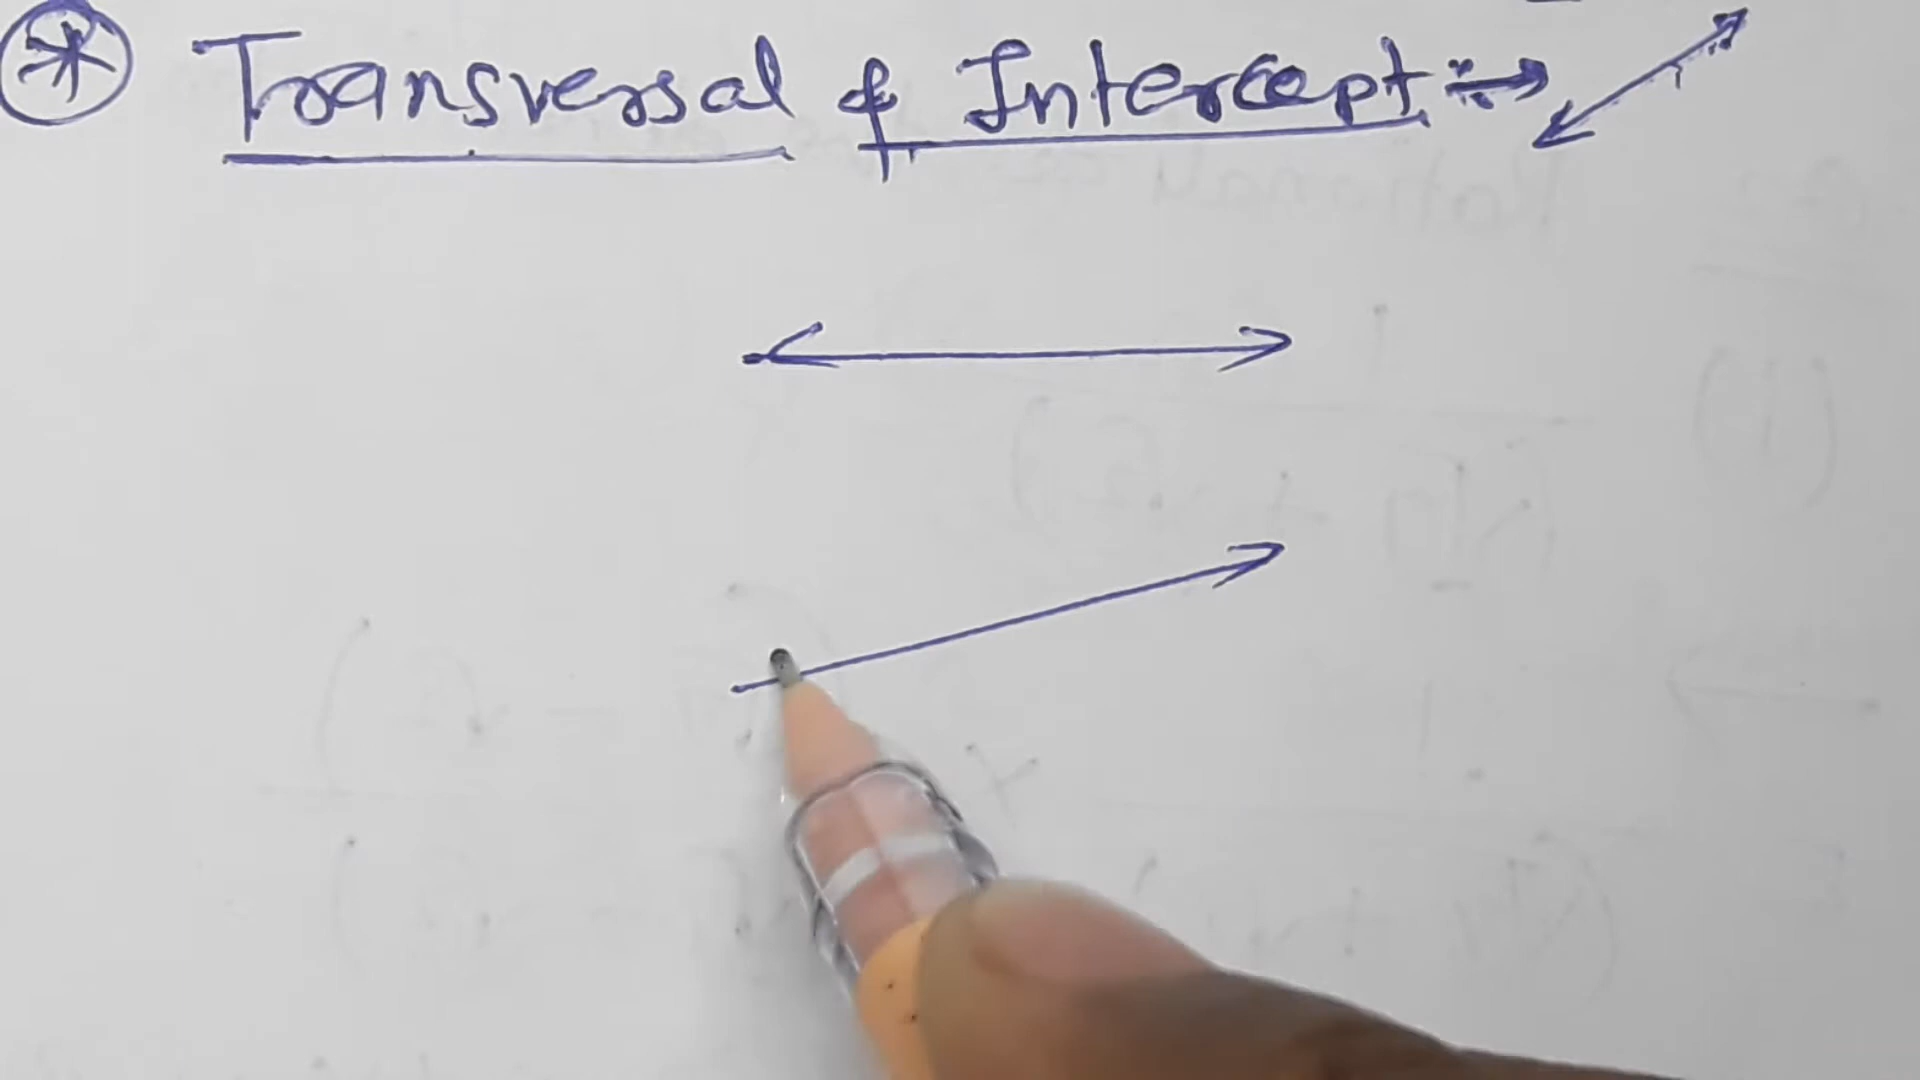 * Transversal & Intercept :→